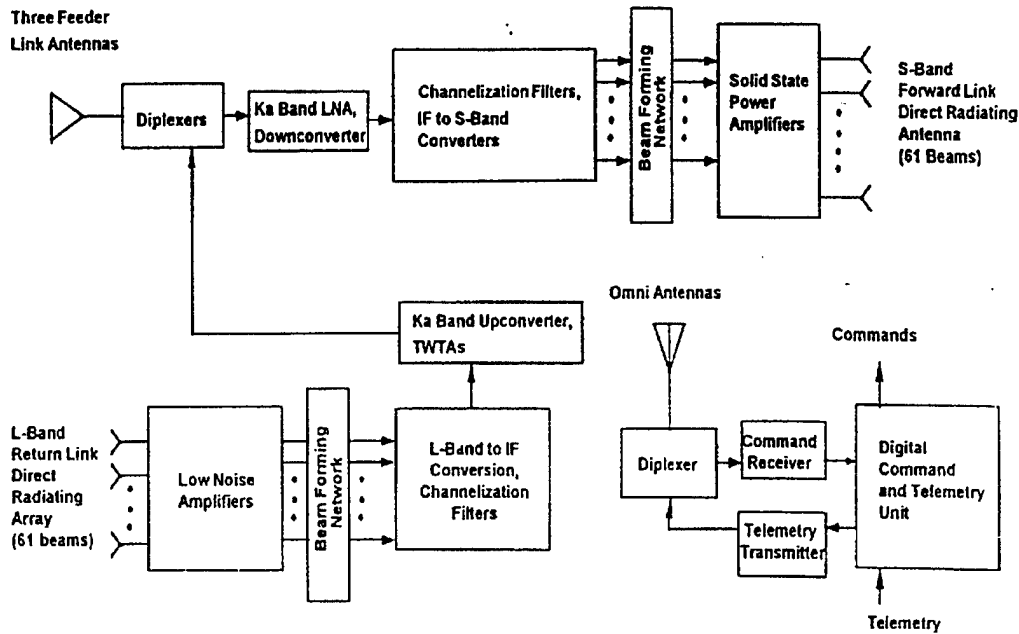 Three Feeder
Link Antennas
Diplexers
Ka Band LNA,
Downconverter
Channelization Filters,
IF to S-Band
Converters
Beam Forming
Network
Solid State
Power
Amplifiers
S-Band
Forward Link
Direct Radiating
Antenna
(61 Beams)
Ka Band Upconverter,
TWTAs
L-Band
Return Link
Direct
Radiating
Array
(61 beams)
Low Noise
Amplifiers
Beam Forming
Network
L-Band to IF
Conversion,
Channelization
Filters
Omni Antennas
Diplexer
Command
Receiver
Telemetry
Transmitter
Commands
Digital
Command
and Telemetry
Unit
Telemetry